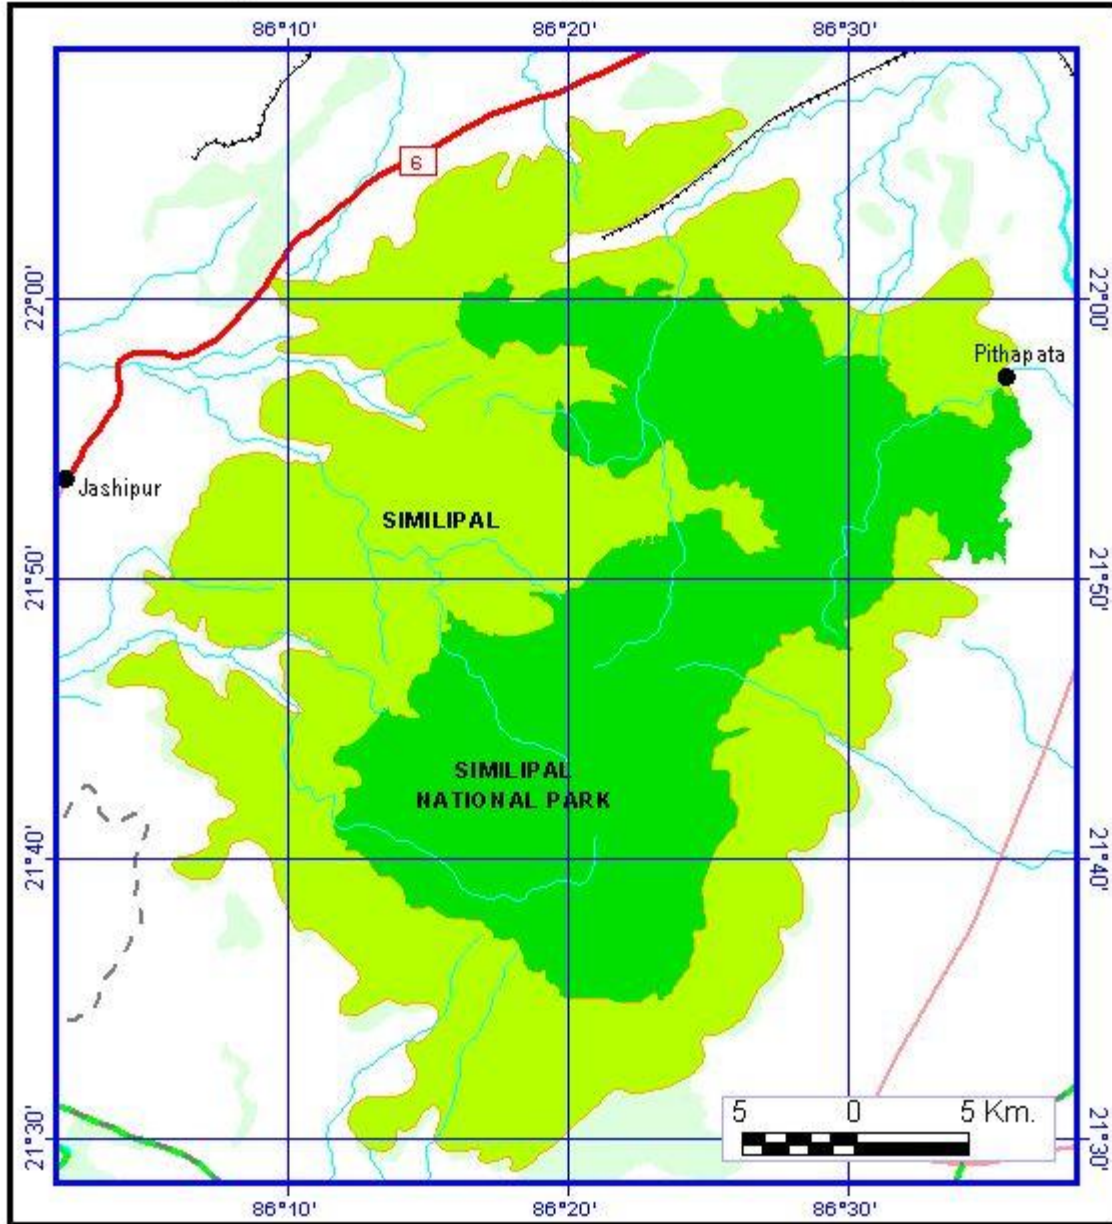 86°10' 86°20' 86°30'
6
22°00' 22°00'
Pithapata
Jashipur
SIMILIPAL
21°50' 21°50'
SIMILIPAL
NATIONAL PARK
21°40' 21°40'
5 0 5 Km.
21°30' 21°30'
86°10' 86°20' 86°30'